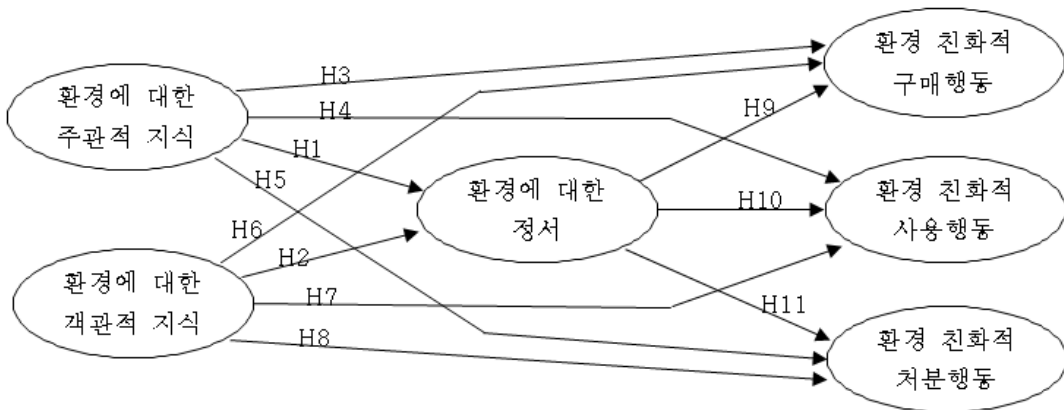 환경 친화적
구매행동
H3
환경에 대한
주관적 지식
H4
H9
H1
H5
환경에 대한
정서
H10
환경 친화적
사용행동
H6
H2
환경에 대한
객관적 지식
H7
H11
H8
환경 친화적
처분행동